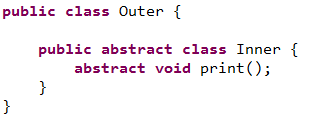 public class Outer {
public abstract class Inner {
abstract void print();
}
}